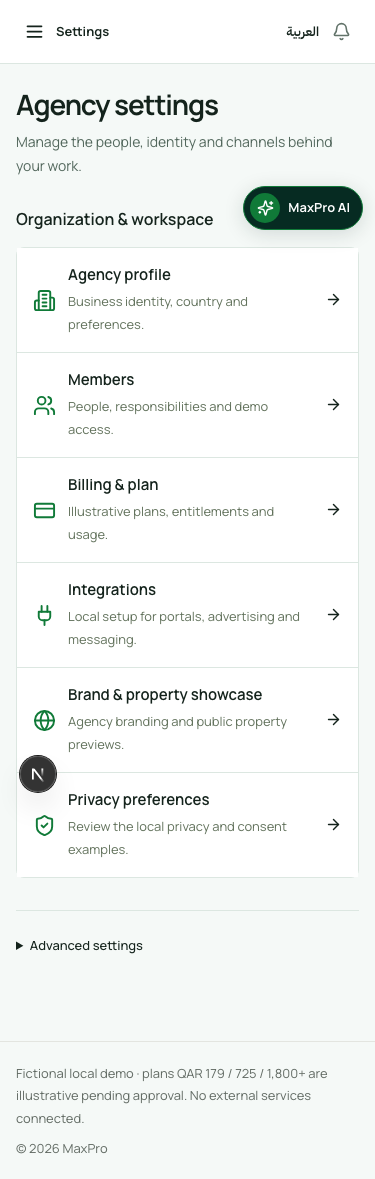 Settings
العربية
Agency settings
Manage the people, identity and channels behind
your work.
Organization & workspace
MaxPro AI
Agency profile
Business identity, country and
preferences.
Members
People, responsibilities and demo
access.
Billing & plan
Illustrative plans, entitlements and
usage.
Integrations
Local setup for portals, advertising and
messaging.
Brand & property showcase
Agency branding and public property
previews.
N
Privacy preferences
Review the local privacy and consent
examples.
Advanced settings
Fictional local demo · plans QAR 179 / 725 / 1,800+ are
illustrative pending approval. No external services
connected.
© 2026 MaxPro